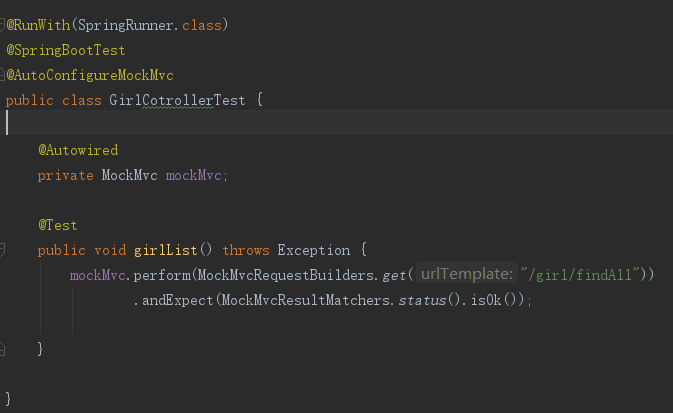 @RunWith(SpringRunner.class)
@SpringBootTest
@AutoConfigureMockMvc
public class GirlCotrollerTest {
@Autowired
private MockMvc mockMvc;
@Test
public void girlList() throws Exception {
mockMvc.perform(MockMvcRequestBuilders.get( urlTemplate: "/girl/findAll"))
.andExpect(MockMvcResultMatchers.status().isOk());
}
}